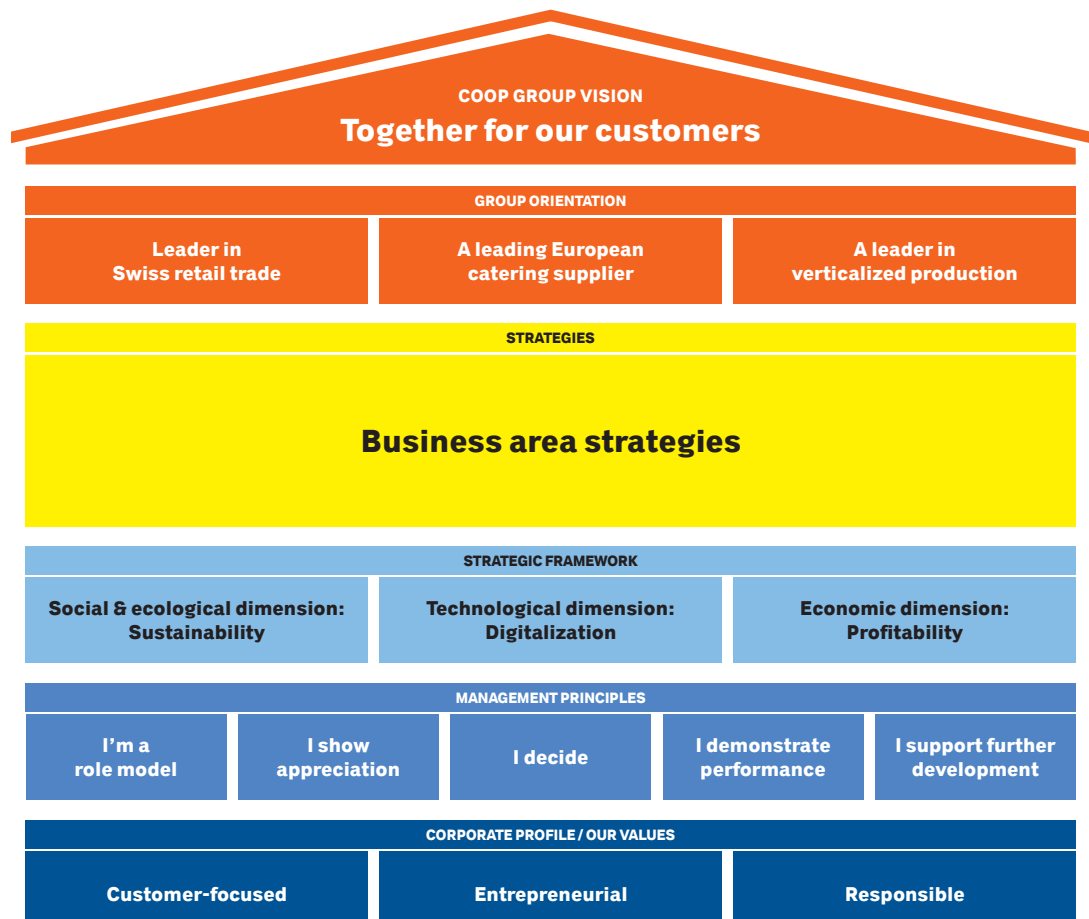 COOP GROUP VISION
Together for our customers
GROUP ORIENTATION
Leader in
Swiss retail trade
A leading European
catering supplier
A leader in
verticalized production
STRATEGIES
Business area strategies
STRATEGIC FRAMEWORK
Social & ecological dimension:
Sustainability
Technological dimension:
Digitalization
Economic dimension:
Profitability
MANAGEMENT PRINCIPLES
I’m a
role model
I show
appreciation
I decide
I demonstrate
performance
I support further
development
CORPORATE PROFILE / OUR VALUES
Customer-focused
Entrepreneurial
Responsible